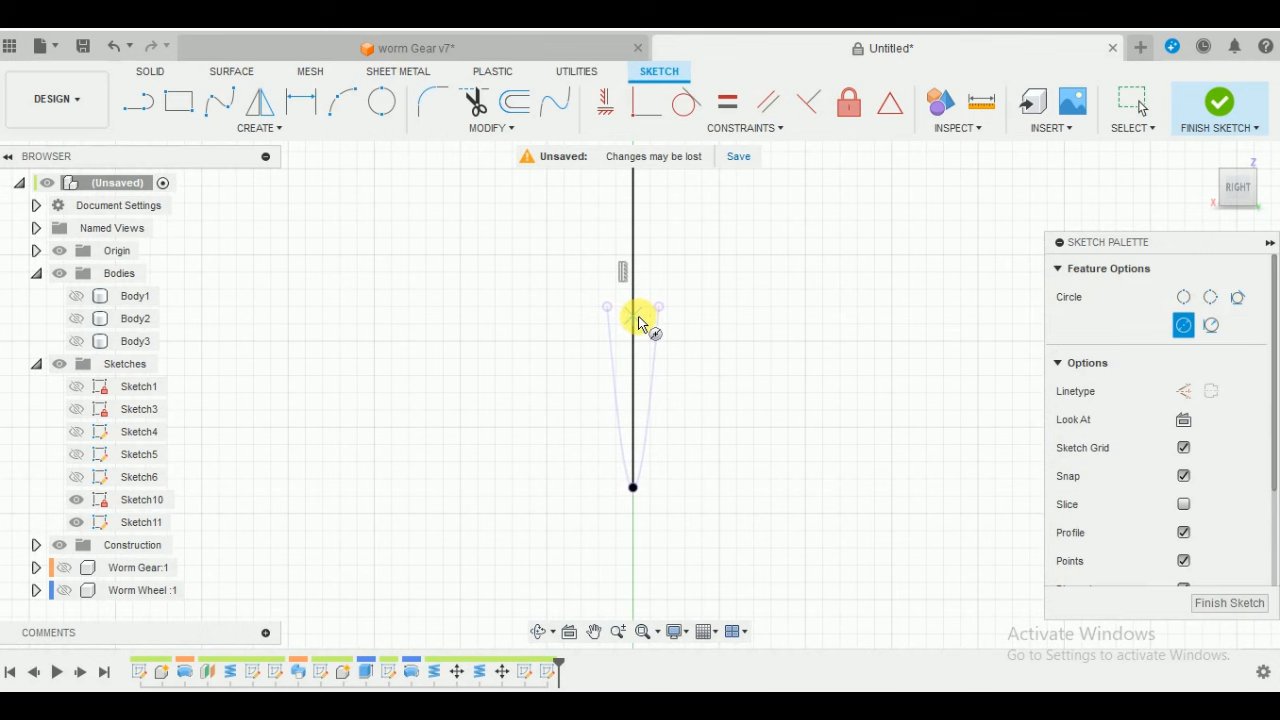 worm Gear v7*
Untitled*
DESIGN
SOLID SURFACE MESH SHEET METAL PLASTIC UTILITIES SKETCH
CREATE MODIFY CONSTRAINTS INSPECT INSERT SELECT FINISH SKETCH
BROWSER
Unsaved: Changes may be lost Save
(Unsaved)
Document Settings
Named Views
Origin
Bodies
Body1
Body2
Body3
Sketches
Sketch1
Sketch3
Sketch4
Sketch5
Sketch6
Sketch10
Sketch11
Construction
Worm Gear:1
Worm Wheel :1
COMMENTS
Z
RIGHT
X
SKETCH PALETTE
Feature Options
Circle
Options
Linetype
Look At
Sketch Grid
Snap
Slice
Profile
Points
Finish Sketch
Activate Windows
Go to Settings to activate Windows.